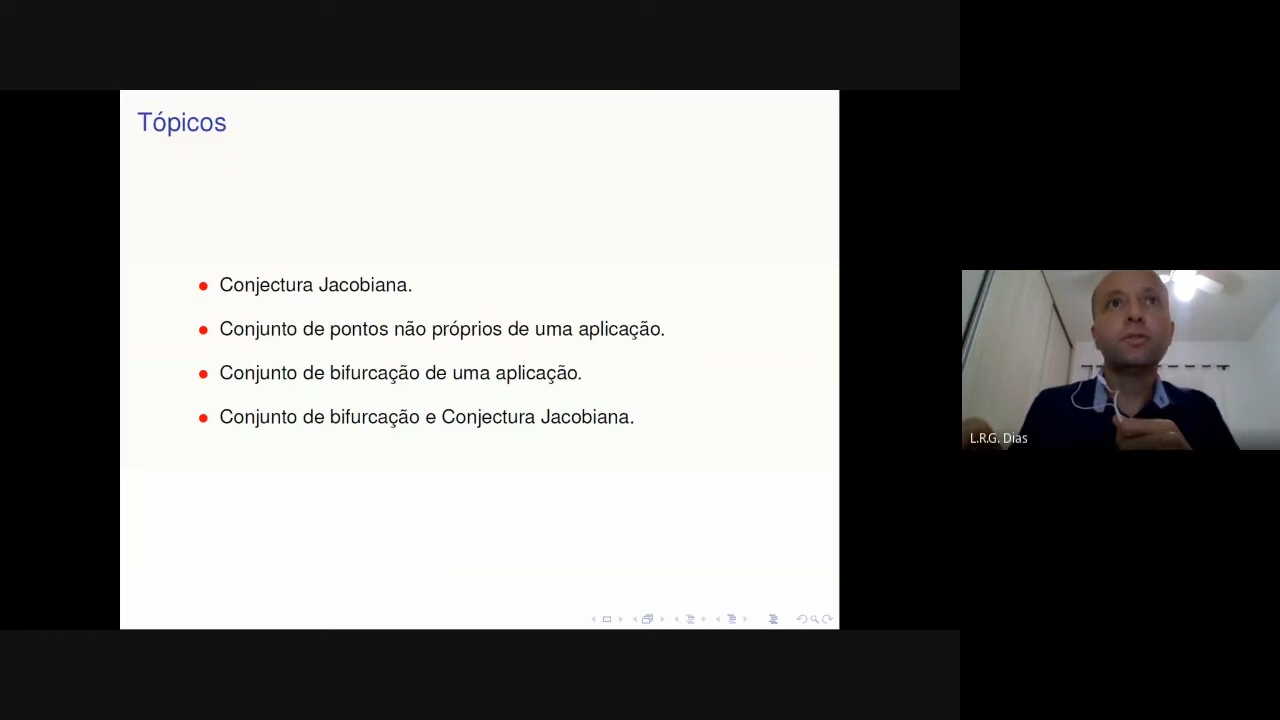 Tópicos
Conjectura Jacobiana.
Conjunto de pontos não próprios de uma aplicação.
Conjunto de bifurcação de uma aplicação.
Conjunto de bifurcação e Conjectura Jacobiana.
L.R.G. Dias